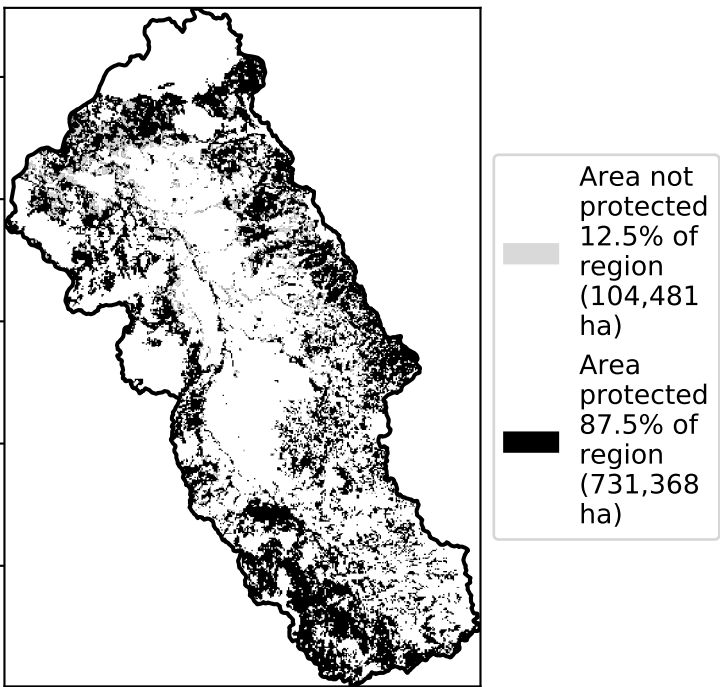 Area not
protected
12.5% of
region
(104,481
ha)
Area
protected
87.5% of
region
(731,368
ha)